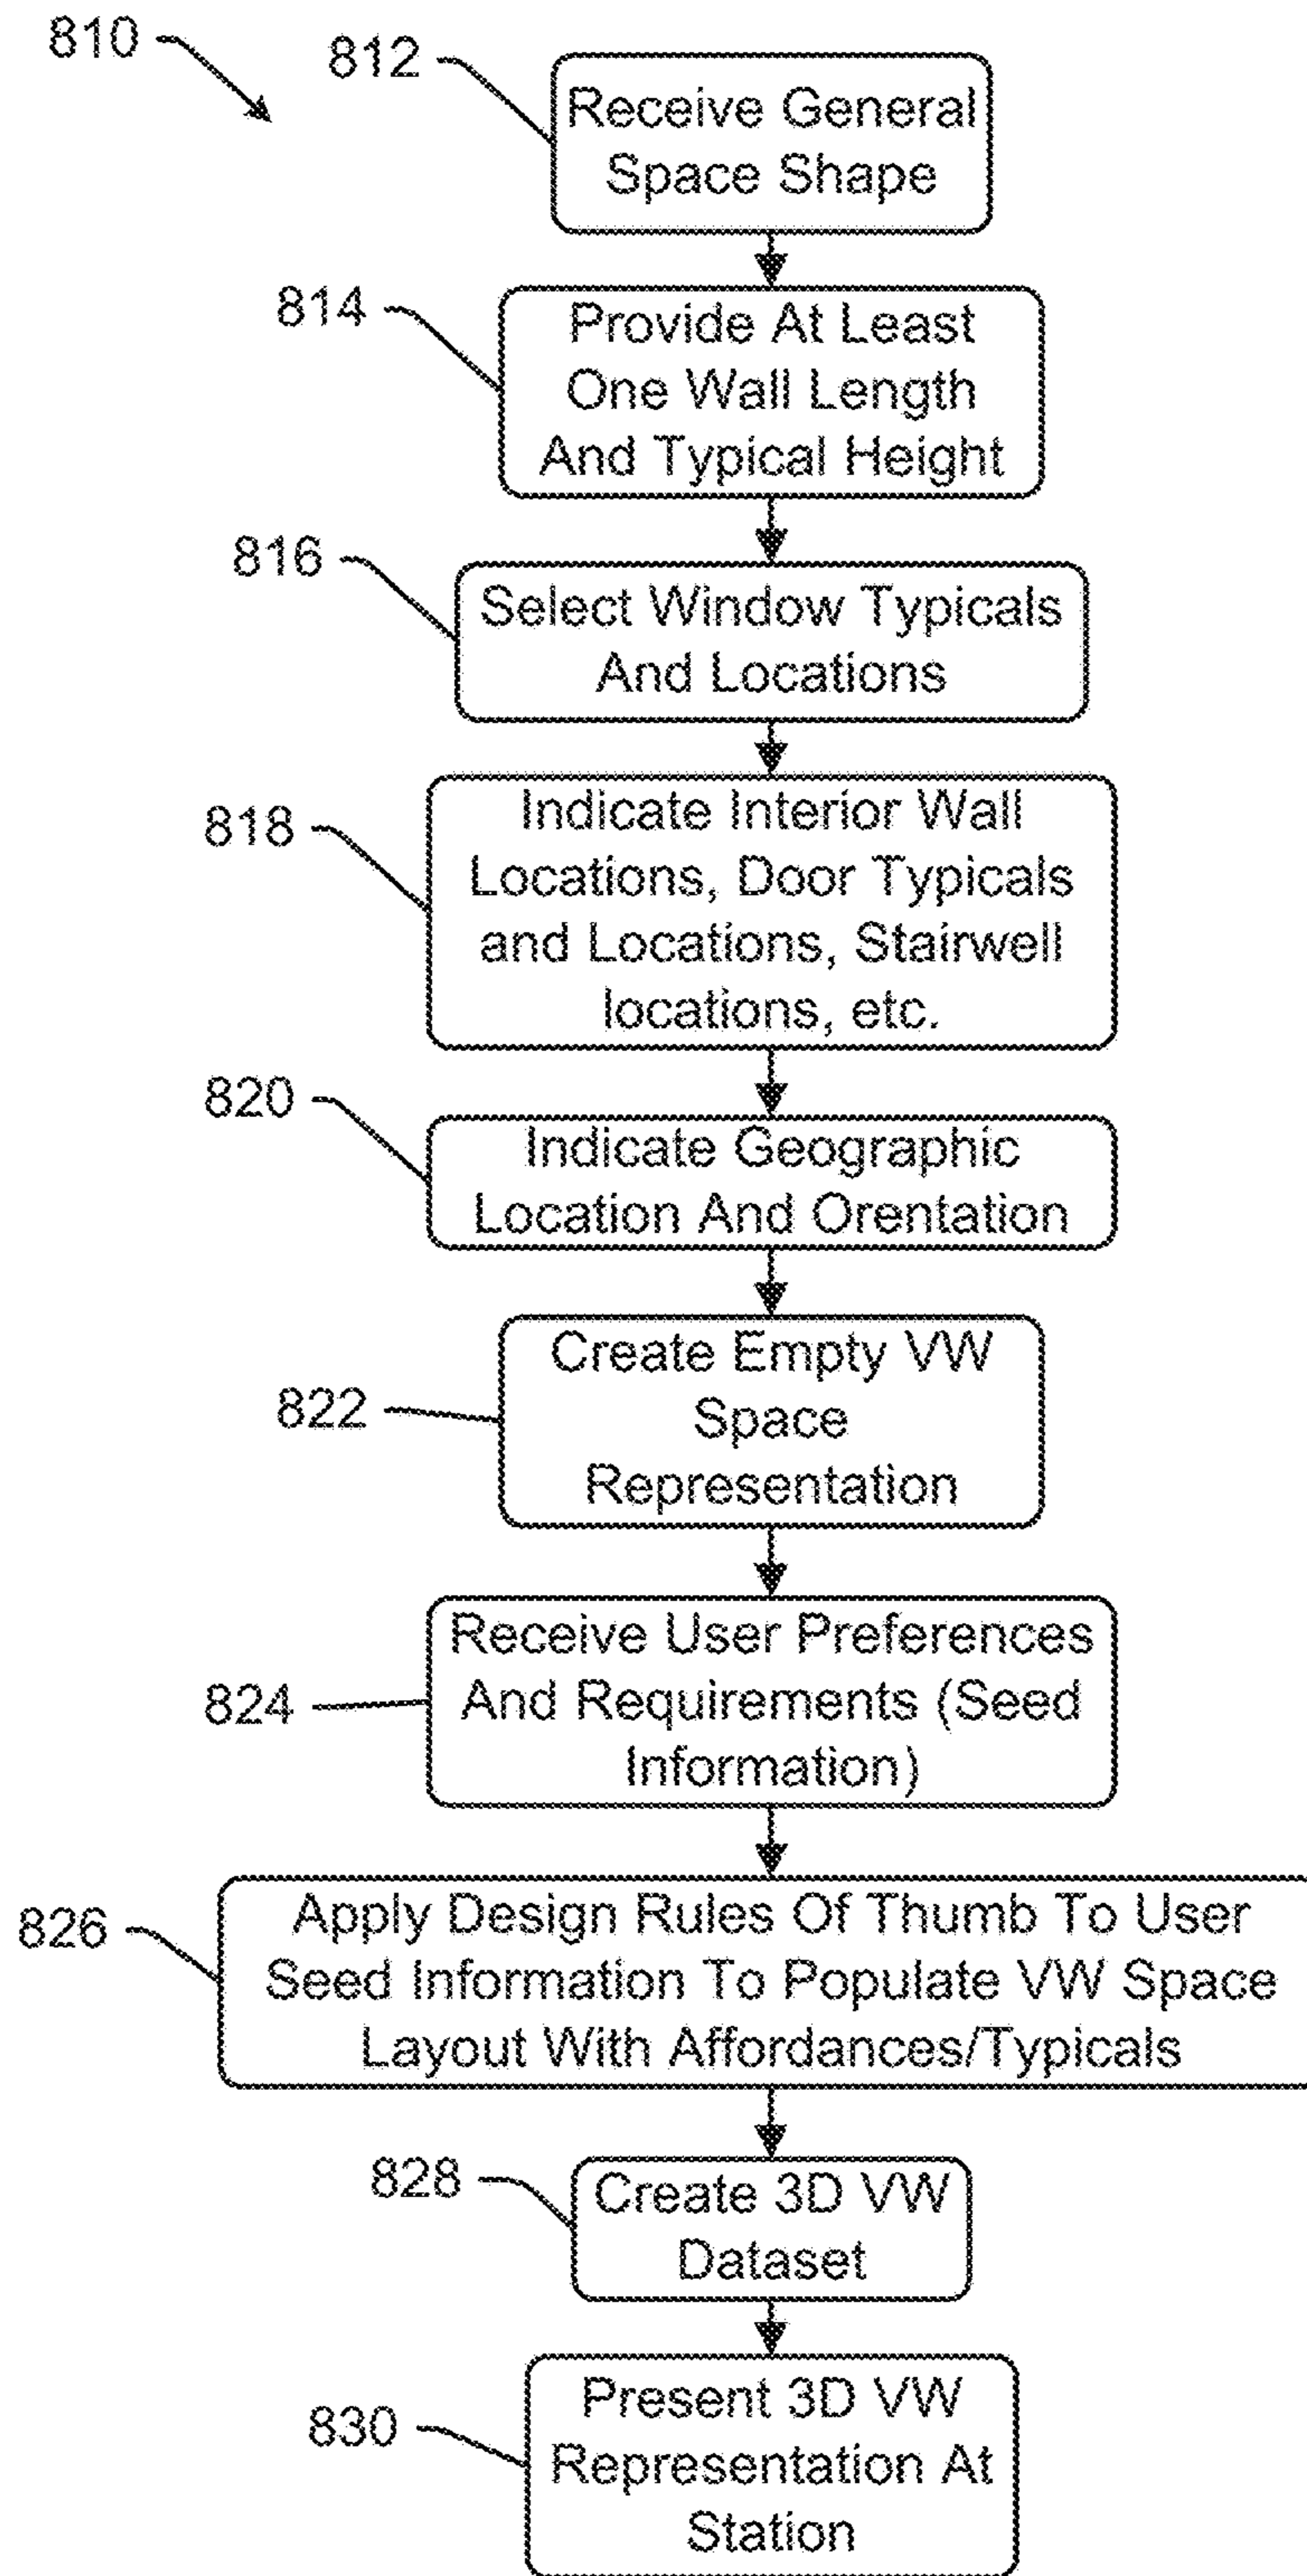 810
812
Receive General
Space Shape
814
Provide At Least
One Wall Length
And Typical Height
816
Select Window Typicals
And Locations
818
Indicate Interior Wall
Locations, Door Typicals
and Locations, Stairwell
locations, etc.
820
Indicate Geographic
Location And Orentation
822
Create Empty VW
Space
Representation
824
Receive User Preferences
And Requirements (Seed
Information)
826
Apply Design Rules Of Thumb To User
Seed Information To Populate VW Space
Layout With Affordances/Typicals
828
Create 3D VW
Dataset
830
Present 3D VW
Representation At
Station